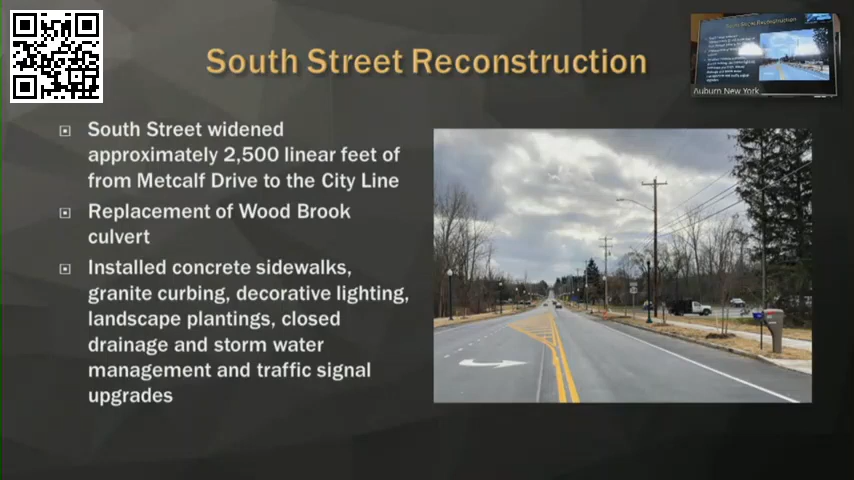 South Street Reconstruction
South Street widened
approximately 2,500 linear feet of
from Metcalf Drive to the City Line
Replacement of Wood Brook
culvert
Installed concrete sidewalks,
granite curbing, decorative lighting,
landscape plantings, closed
drainage and storm water
management and traffic signal
upgrades
Auburn New York